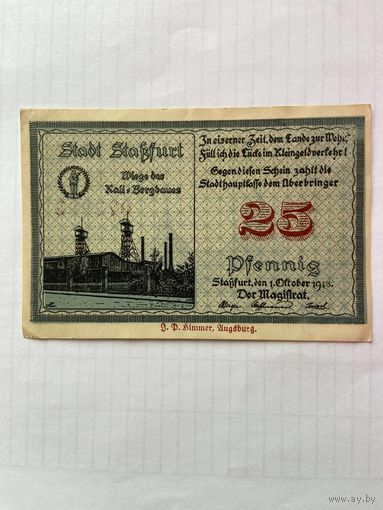 Stadt Staßfurt
Wiege des
Kali=Bergbaues
In eiserner Zeit, dem Lande zur Wehr,
Füll ich die Lücke im Kleingeldverkehr!
Gegen diesen Schein zahlt die
Stadthauptkasse dem Überbringer
25
Pfennig
Staßfurt, den 1. Oktober 1918.
Der Magistrat.
J. P. Himmer, Augsburg.
www.ay.by